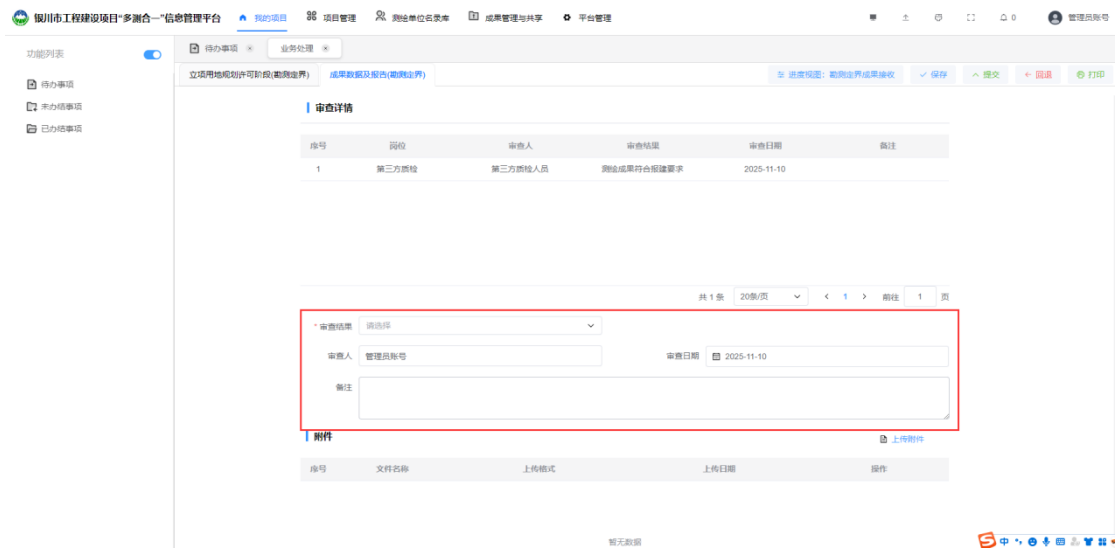 银川市工程建设项目“多测合一”信息管理平台 我的项目 项目管理 测绘单位名录库 成果管理与共享 平台管理 0 管理员账号
功能列表 待办事项 业务处理
立项用地规划许可阶段(勘测定界) 成果数据及报告(勘测定界) 进度视图：勘测定界成果接收 保存 提交 回退 打印
待办事项
未办结事项
已办结事项
审查详情
序号 岗位 审查人 审查结果 审查日期 备注
1 第三方质检 第三方质检人员 测绘成果符合报建要求 2025-11-10
共 1 条 20条/页 < 1 > 前往 1 页
* 审查结果 请选择
审查人 管理员账号 审查日期 2025-11-10
备注
附件 上传附件
序号 文件名称 上传格式 上传日期 操作
暂无数据
中